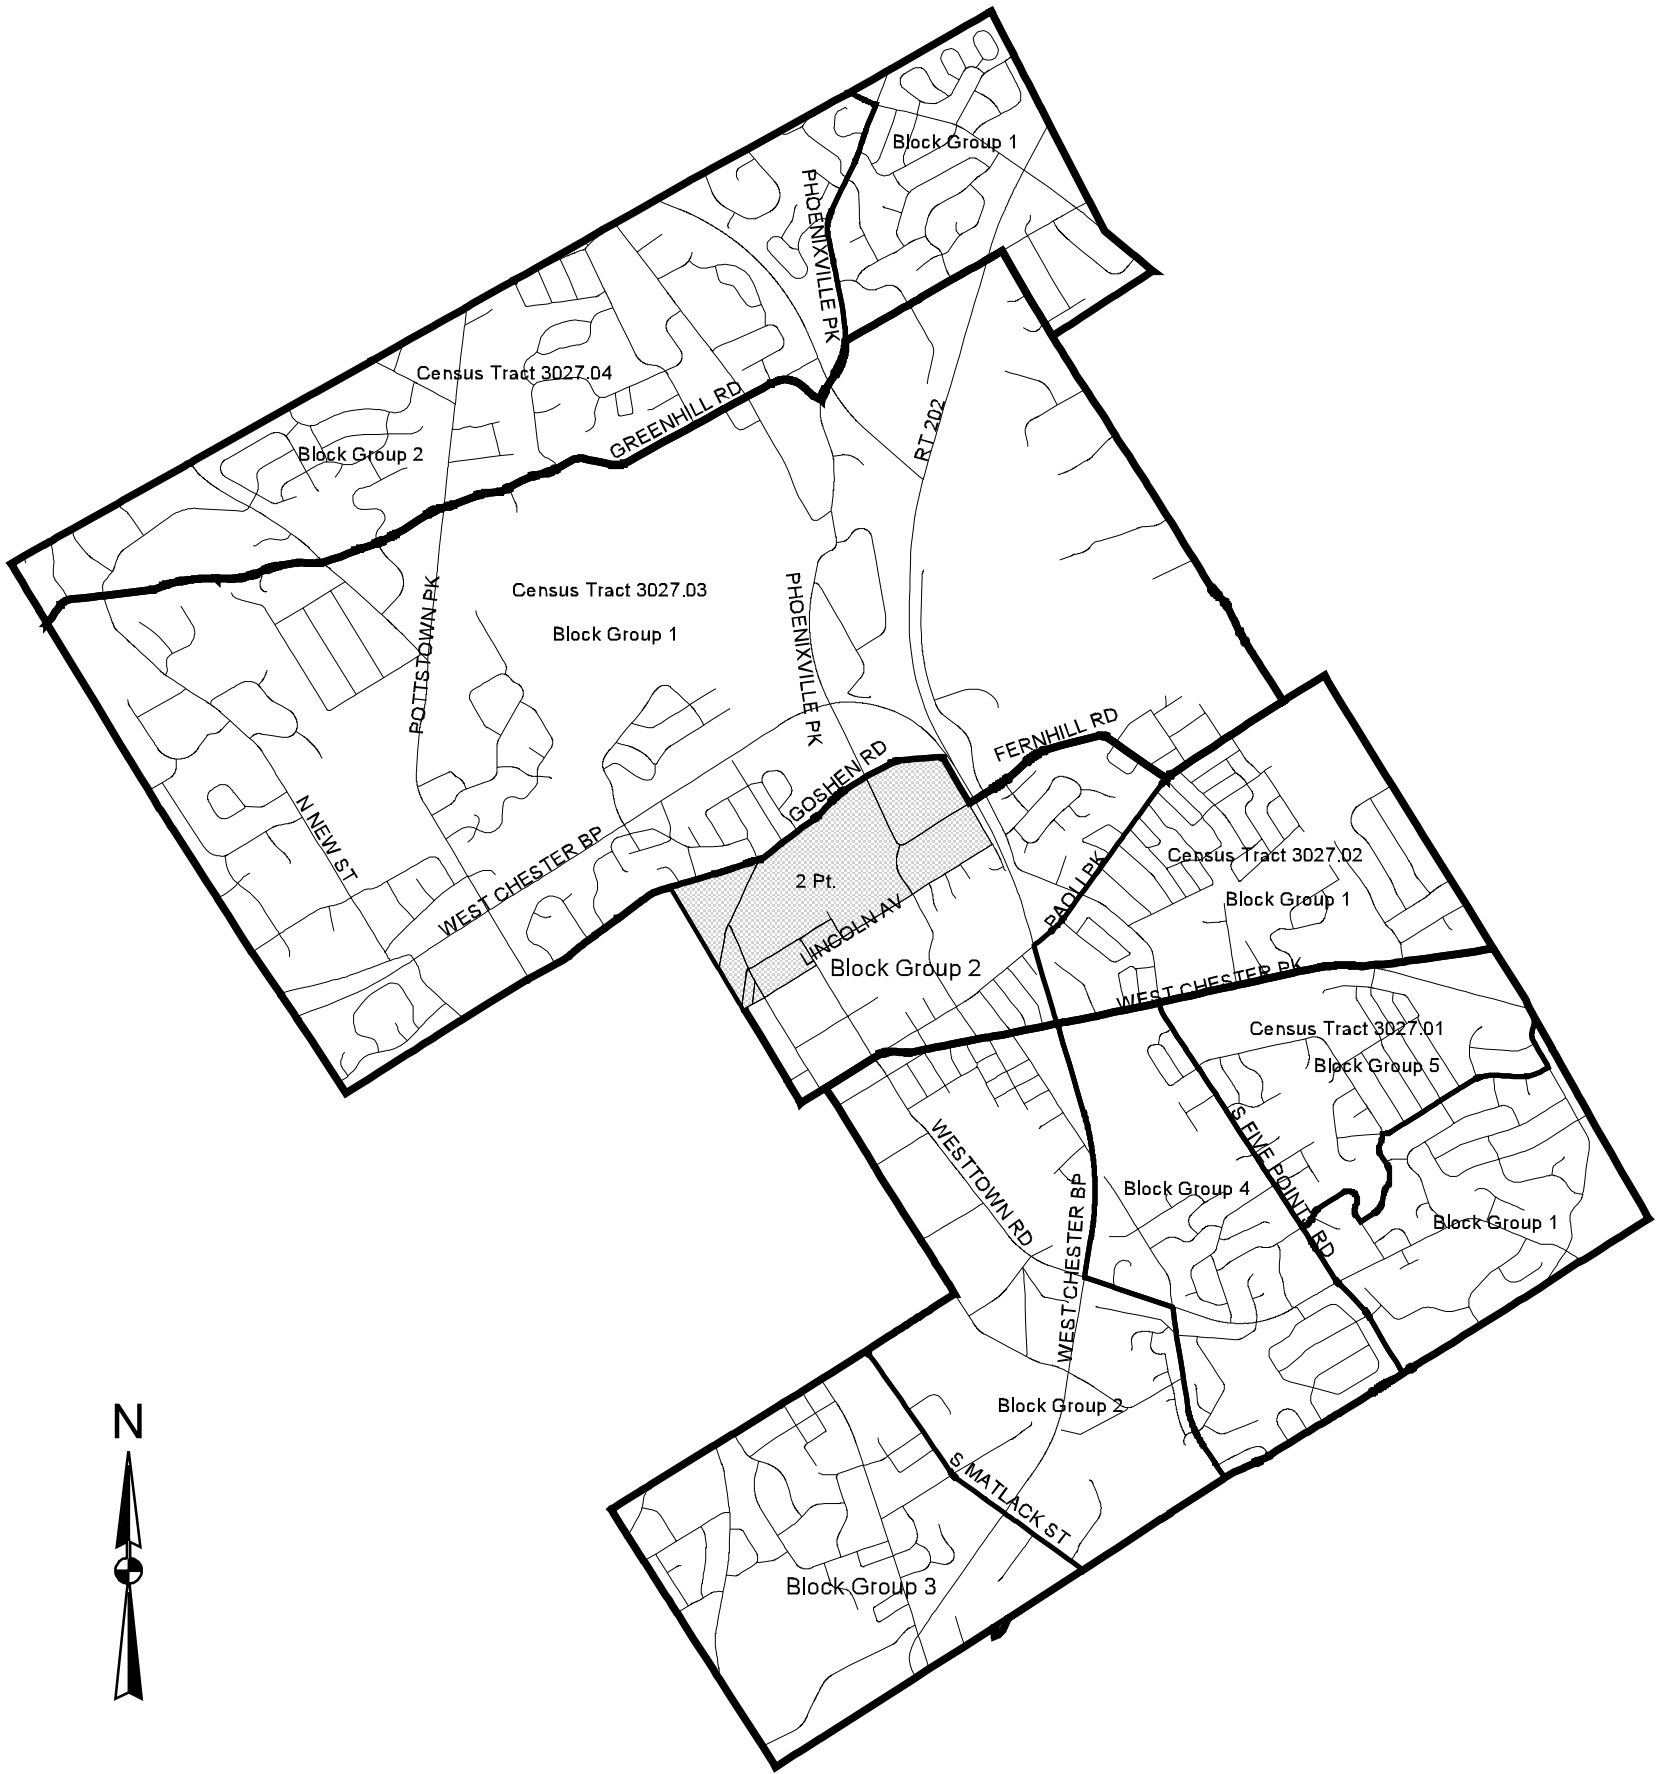 Block Group 1
PHOENIXVILLE PK
Census Tract 3027.04
GREENHILL RD
RT 202
Block Group 2
Census Tract 3027.03
Block Group 1
POTTSTOWN PK
PHOENIXVILLE PK
FERNHILL RD
GOSHEN RD
N NEW ST
WEST CHESTER BP
2 Pt.
LINCOLN AV
PAOLI PK
Census Tract 3027.02
Block Group 1
Block Group 2
WEST CHESTER PK
Census Tract 3027.01
Block Group 5
S FIVE POINTS RD
WESTTOWN RD
Block Group 4
Block Group 1
WEST CHESTER BP
Block Group 2
S MATLACK ST
Block Group 3
N